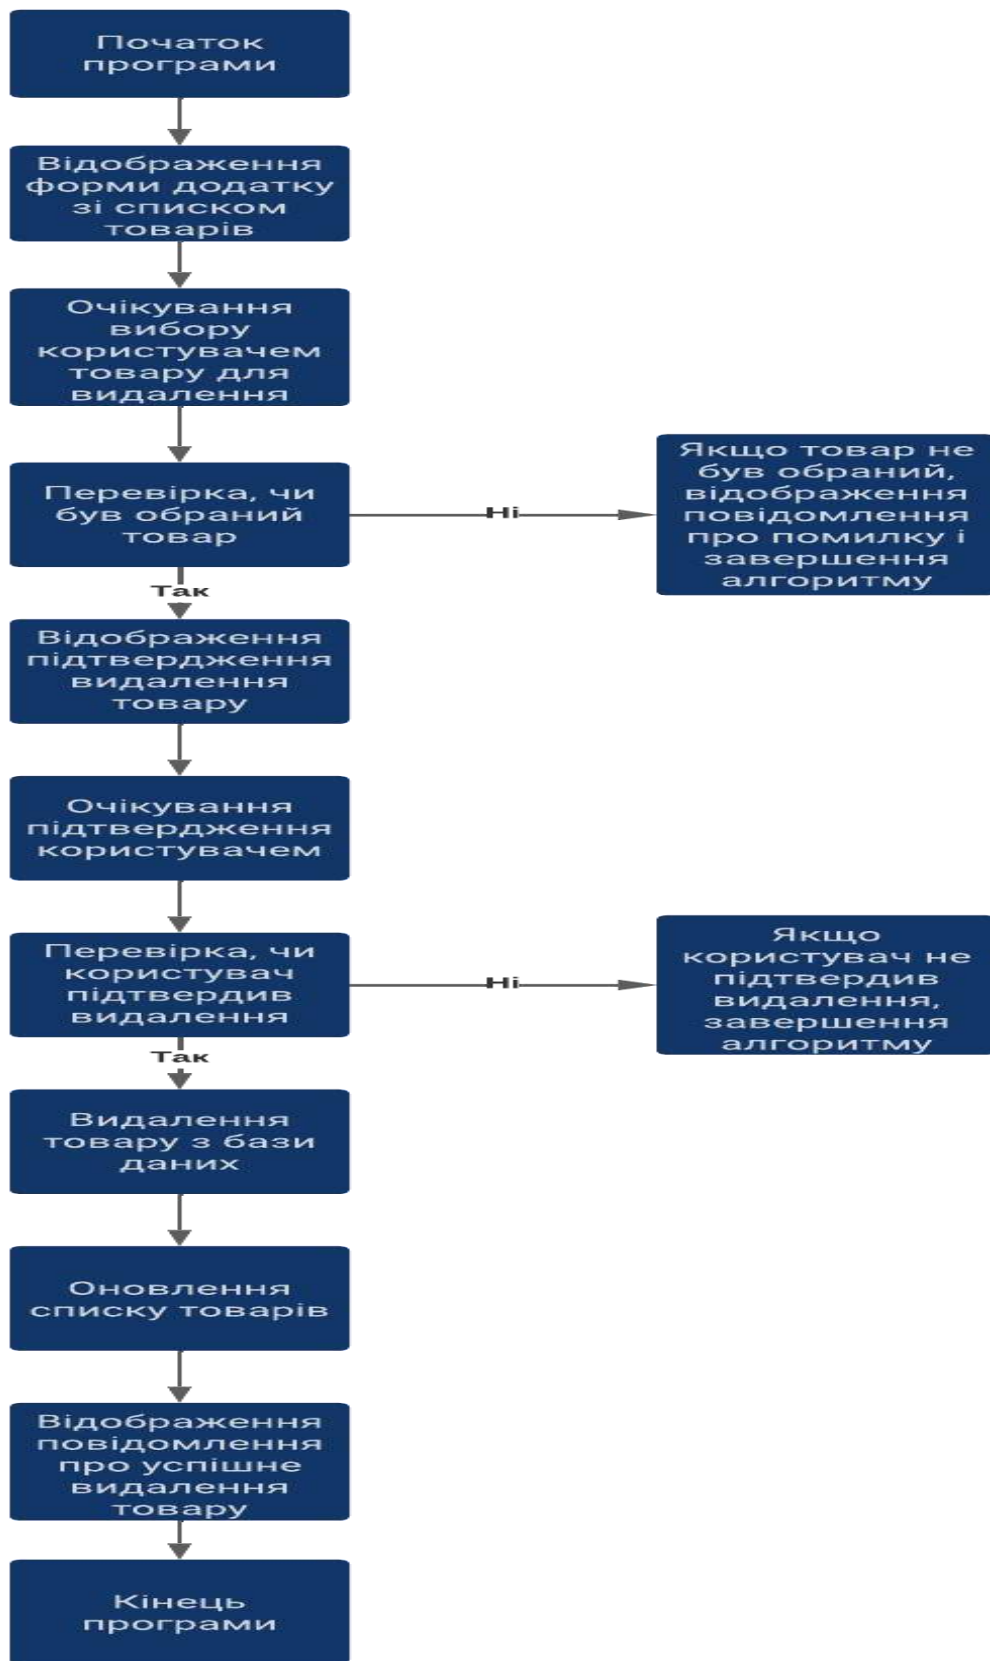 Початок
програми
Відображення
форми додатку
зі списком
товарів
Очікування
вибору
користувачем
товару для
видалення
Перевірка, чи
був обраний
товар
Ні
Якщо товар не
був обраний,
відображення
повідомлення
про помилку і
завершення
алгоритму
Так
Відображення
підтвердження
видалення
товару
Очікування
підтвердження
користувачем
Перевірка, чи
користувач
підтвердив
видалення
Ні
Якщо
користувач не
підтвердив
видалення,
завершення
алгоритму
Так
Видалення
товару з бази
даних
Оновлення
списку товарів
Відображення
повідомлення
про успішне
видалення
товару
Кінець
програми